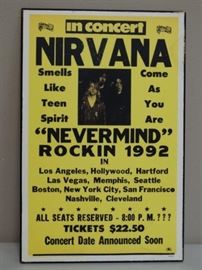 in concert
NIRVANA
Smells Come
Like As
Teen You
Spirit Are
"NEVERMIND"
ROCKIN 1992
IN
Los Angeles, Hollywood, Hartford
Las Vegas, Memphis, Seattle
Boston, New York City, San Francisco
Nashville, Cleveland
ALL SEATS RESERVED - 8:00 P. M. ? ? ?
TICKETS $22.50
Concert Date Announced Soon